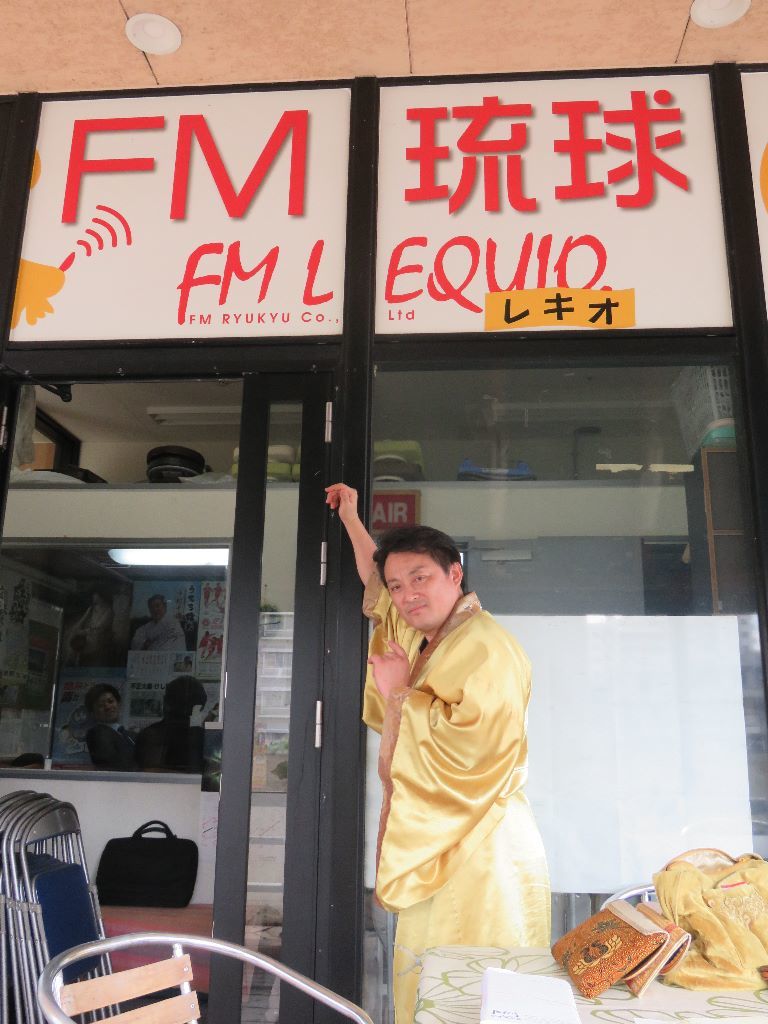 FM 琉球
FM LEQUIO
FM RYUKYU Co., Ltd
レキオ
AIR